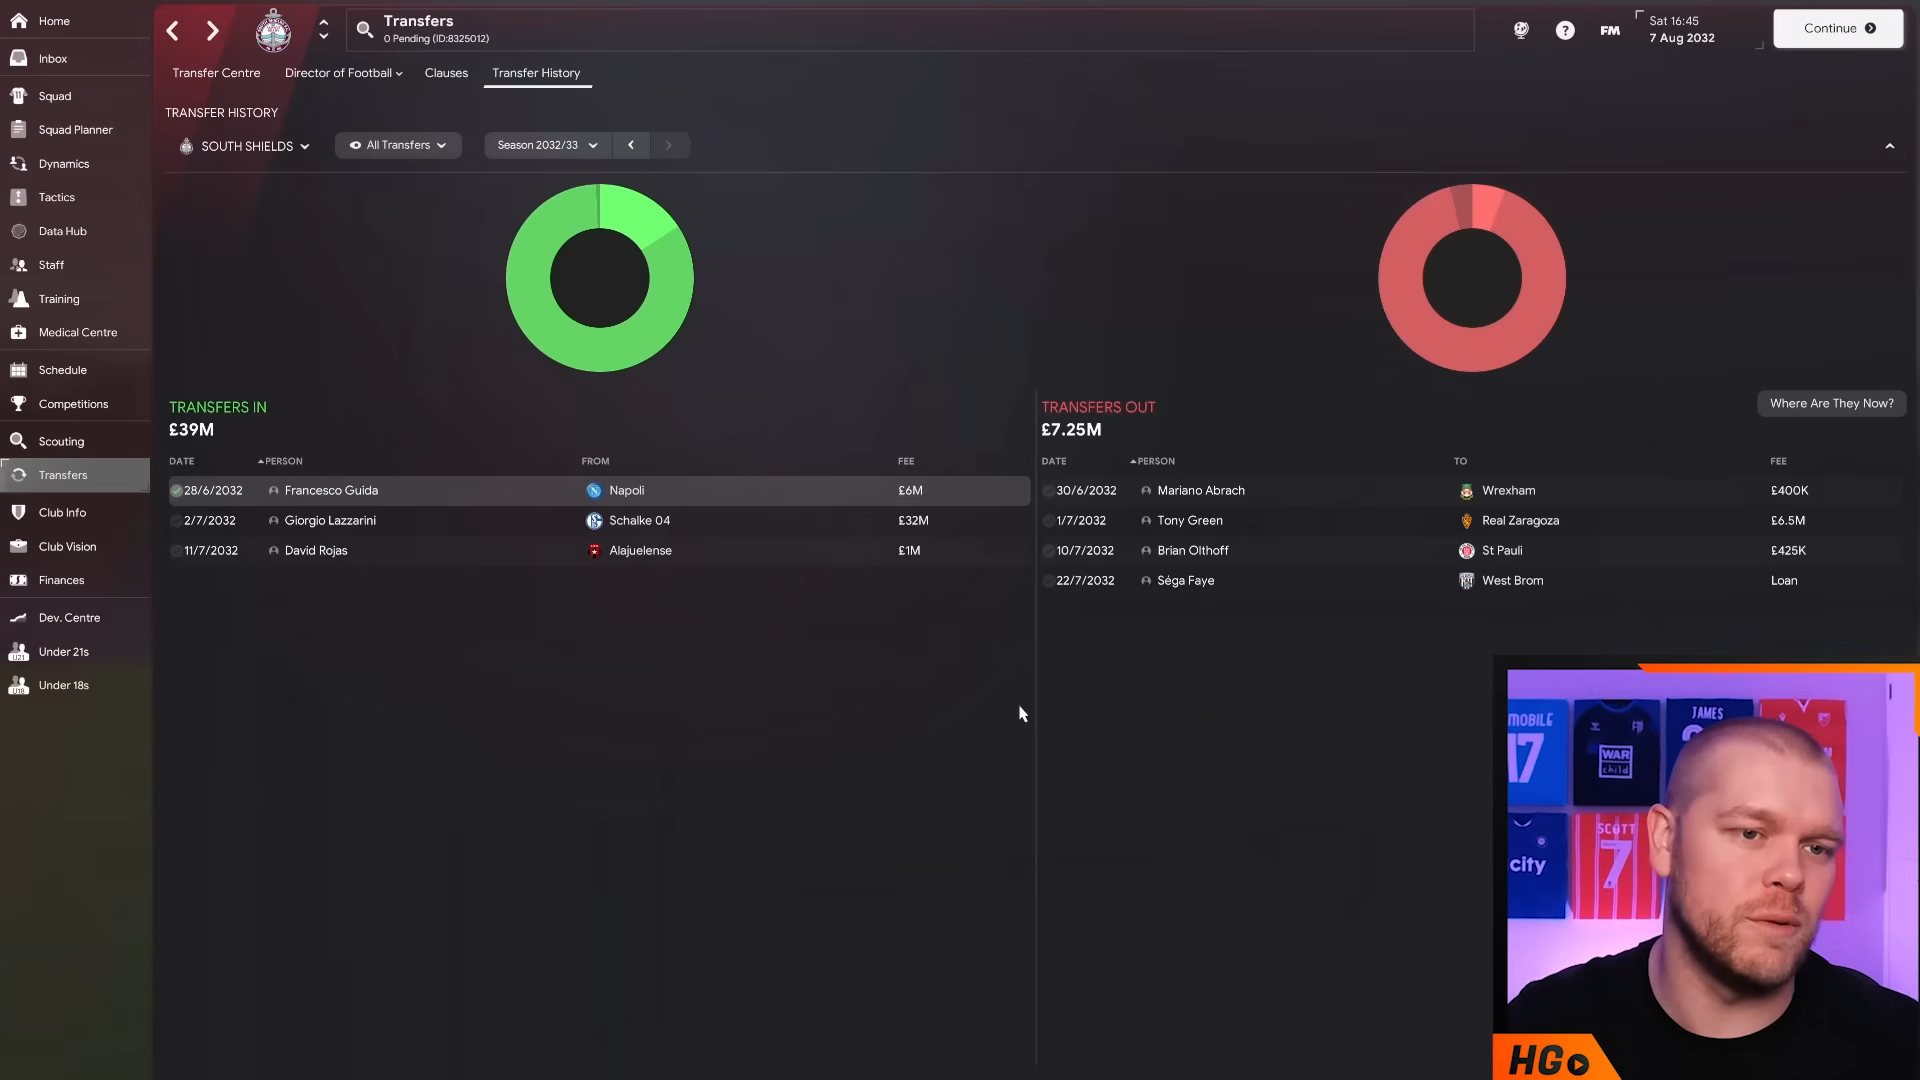 Home
Inbox
Squad
Squad Planner
Dynamics
Tactics
Data Hub
Staff
Training
Medical Centre
Schedule
Competitions
Scouting
Transfers
Club Info
Club Vision
Finances
Dev. Centre
Under 21s
Under 18s
Transfers
0 Pending (ID:8325012)
FM
Sat 16:45
7 Aug 2032
Continue
Transfer Centre
Director of Football
Clauses
Transfer History
TRANSFER HISTORY
SOUTH SHIELDS
All Transfers
Season 2032/33
TRANSFERS IN
£39M
DATE PERSON FROM FEE
28/6/2032 Francesco Guida Napoli £6M
2/7/2032 Giorgio Lazzarini Schalke 04 £32M
11/7/2032 David Rojas Alajuelense £1M
TRANSFERS OUT
£7.25M
Where Are They Now?
DATE PERSON TO FEE
30/6/2032 Mariano Abrach Wrexham £400K
1/7/2032 Tony Green Real Zaragoza £6.5M
10/7/2032 Brian Olthoff St Pauli £425K
22/7/2032 Séga Faye West Brom Loan
MOBILE
17
WAR
child
JAMES
city
SCOTT
7
HGo